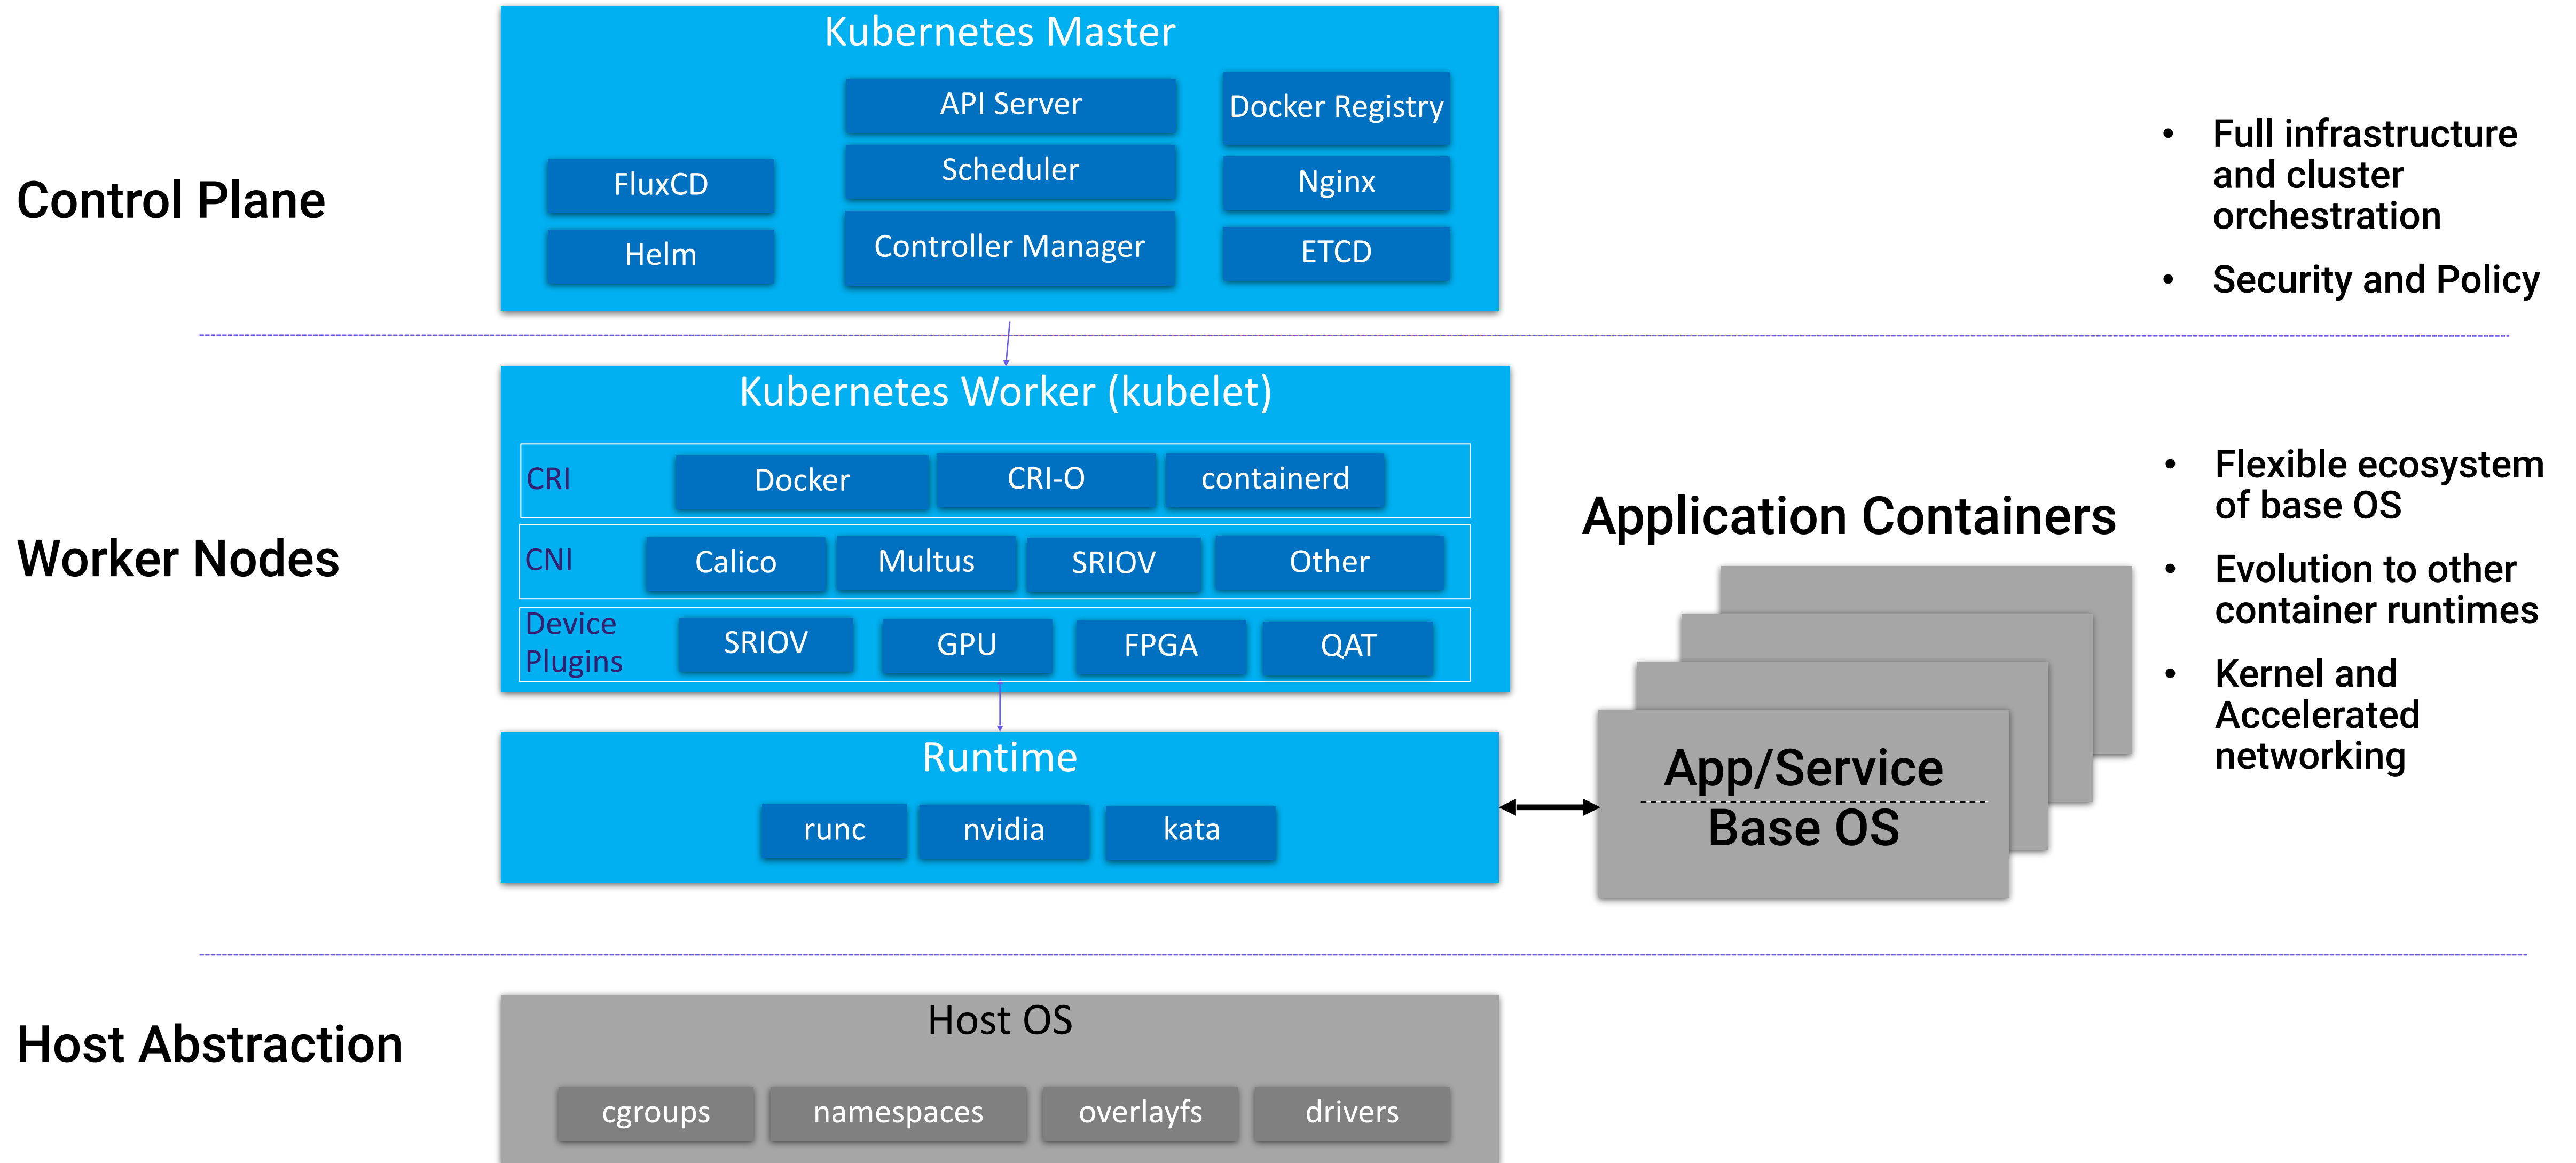 Kubernetes Master
API Server
Docker Registry
Scheduler
Nginx
FluxCD
Controller Manager
ETCD
Helm
Control Plane
• Full infrastructure
and cluster
orchestration
• Security and Policy
Kubernetes Worker (kubelet)
CRI
Docker
CRI-O
containerd
CNI
Calico
Multus
SRIOV
Other
Device
Plugins
SRIOV
GPU
FPGA
QAT
Worker Nodes
Runtime
runc
nvidia
kata
Application Containers
App/Service
Base OS
• Flexible ecosystem
of base OS
• Evolution to other
container runtimes
• Kernel and
Accelerated
networking
Host Abstraction
Host OS
cgroups
namespaces
overlayfs
drivers